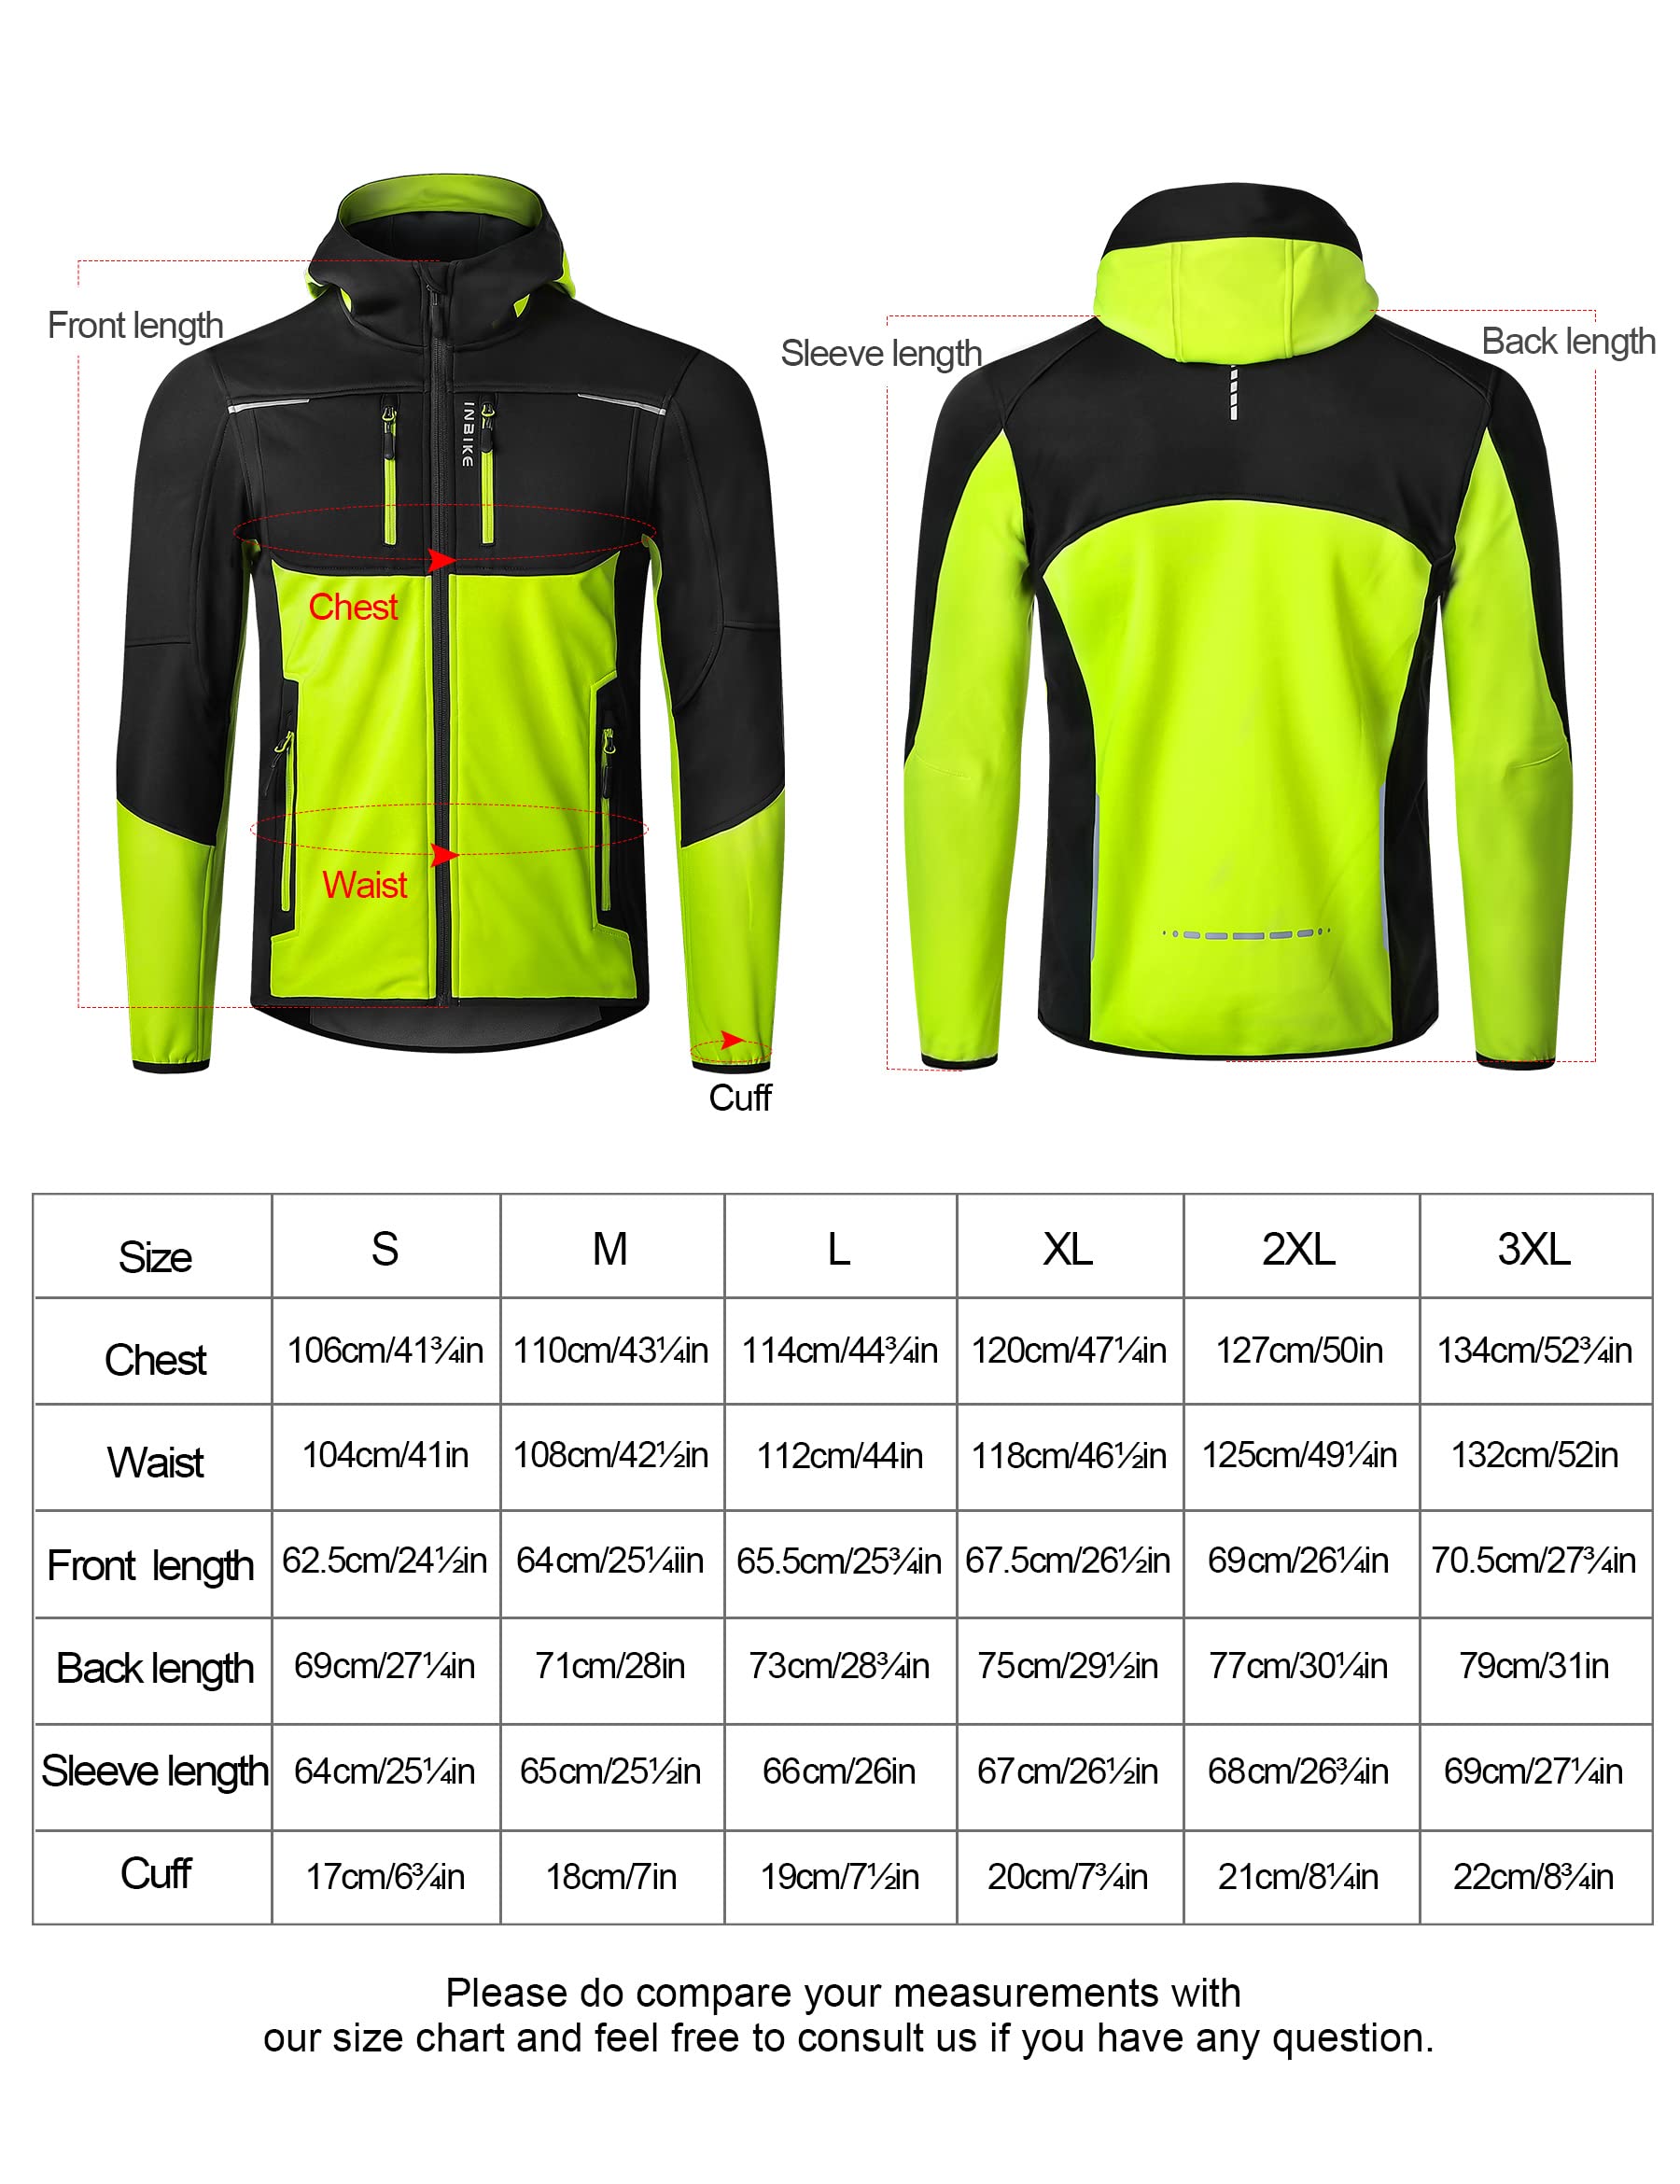 Front length
Sleeve length
Back length
INBIKE
Chest
Waist
Cuff
Size S M L XL 2XL 3XL
Chest 106cm/41¾in 110cm/43¼in 114cm/44¾in 120cm/47¼in 127cm/50in 134cm/52¾in
Waist 104cm/41in 108cm/42½in 112cm/44in 118cm/46½in 125cm/49¼in 132cm/52in
Front length 62.5cm/24½in 64cm/25¼iin 65.5cm/25¾in 67.5cm/26½in 69cm/26¼in 70.5cm/27¾in
Back length 69cm/27¼in 71cm/28in 73cm/28¾in 75cm/29½in 77cm/30¼in 79cm/31in
Sleeve length 64cm/25¼in 65cm/25½in 66cm/26in 67cm/26½in 68cm/26¾in 69cm/27¼in
Cuff 17cm/6¾in 18cm/7in 19cm/7½in 20cm/7¾in 21cm/8¼in 22cm/8¾in
Please do compare your measurements with
our size chart and feel free to consult us if you have any question.